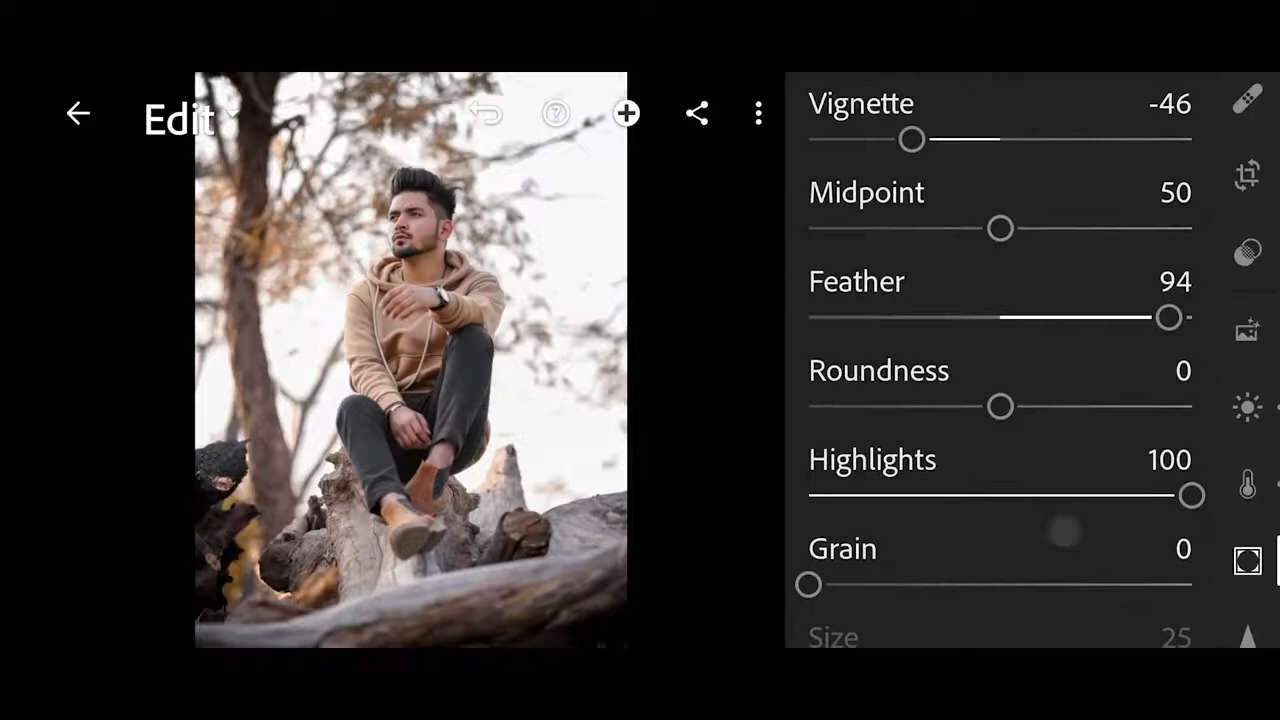 Edit
Vignette -46
Midpoint 50
Feather 94
Roundness 0
Highlights 100
Grain 0
Size 25